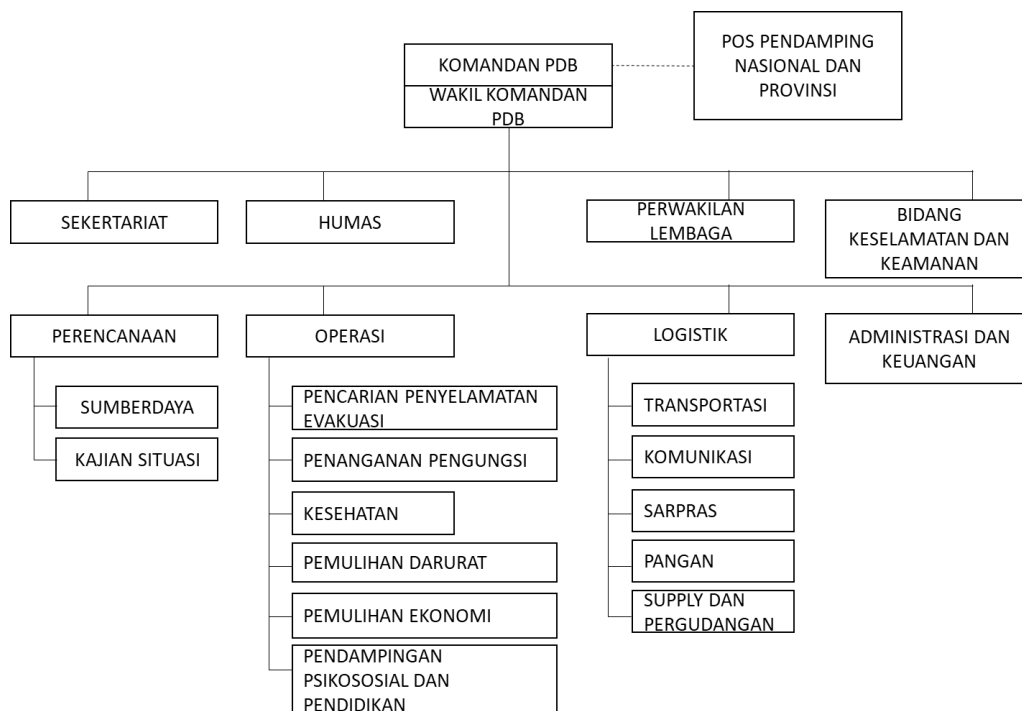 KOMANDAN PDB
WAKIL KOMANDAN
PDB
POS PENDAMPING
NASIONAL DAN
PROVINSI
SEKERTARIAT
HUMAS
PERWAKILAN
LEMBAGA
BIDANG
KESELAMATAN DAN
KEAMANAN
PERENCANAAN
OPERASI
LOGISTIK
ADMINISTRASI DAN
KEUANGAN
SUMBERDAYA
KAJIAN SITUASI
PENCARIAN PENYELAMATAN
EVAKUASI
PENANGANAN PENGUNGSI
KESEHATAN
PEMULIHAN DARURAT
PEMULIHAN EKONOMI
PENDAMPINGAN
PSIKOSOSIAL DAN
PENDIDIKAN
TRANSPORTASI
KOMUNIKASI
SARPRAS
PANGAN
SUPPLY DAN
PERGUDANGAN